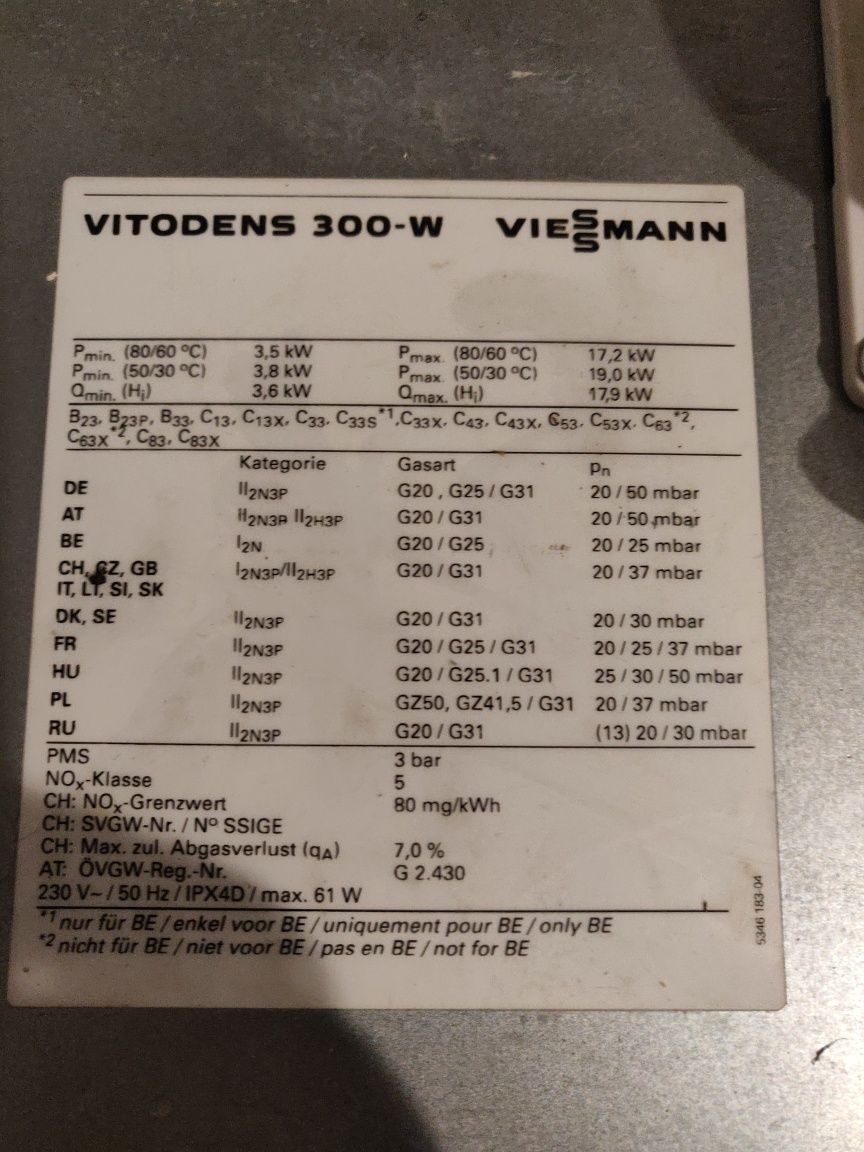 VITODENS 300-W VIESSMANN
Pmin. (80/60 ºC) 3,5 kW Pmax. (80/60 ºC) 17,2 kW
Pmin. (50/30 ºC) 3,8 kW Pmax. (50/30 ºC) 19,0 kW
Qmin. (Hi) 3,6 kW Qmax. (Hi) 17,9 kW
B23, B23P, B33, C13, C13X, C33, C33S*1, C33X, C43, C43X, C53, C53X, C63*2,
C63X*2, C83, C83X
Kategorie Gasart pn
DE II2N3P G20, G25 / G31 20 / 50 mbar
AT II2N3P II2H3P G20 / G31 20 / 50 mbar
BE I2N G20 / G25 20 / 25 mbar
CH, CZ, GB I2N3P/II2H3P G20 / G31 20 / 37 mbar
IT, LT, SI, SK
DK, SE II2N3P G20 / G31 20 / 30 mbar
FR II2N3P G20 / G25 / G31 20 / 25 / 37 mbar
HU II2N3P G20 / G25.1 / G31 25 / 30 / 50 mbar
PL II2N3P GZ50, GZ41,5 / G31 20 / 37 mbar
RU II2N3P G20 / G31 (13) 20 / 30 mbar
PMS 3 bar
NOx-Klasse 5
CH: NOx-Grenzwert 80 mg/kWh
CH: SVGW-Nr. / Nº SSIGE
CH: Max. zul. Abgasverlust (qA) 7,0 %
AT: ÖVGW-Reg.-Nr. G 2.430
230 V~ / 50 Hz / IPX4D / max. 61 W
*1 nur für BE / enkel voor BE / uniquement pour BE / only BE
*2 nicht für BE / niet voor BE / pas en BE / not for BE
5346 183-04